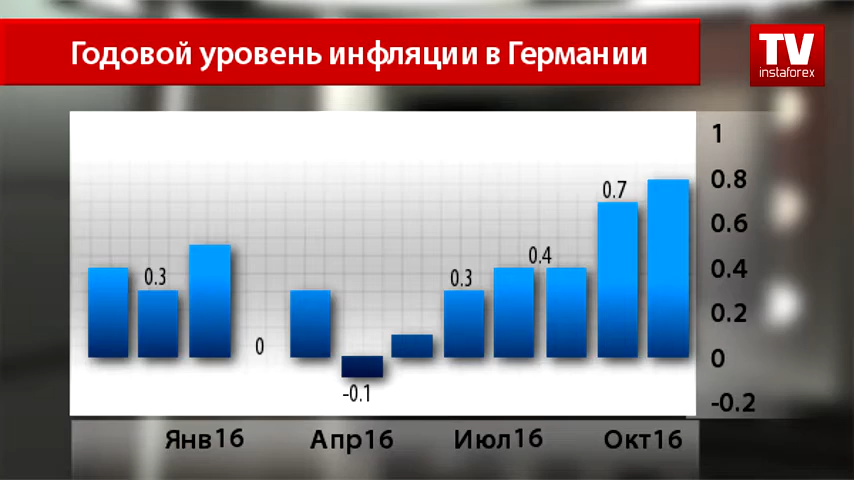 Годовой уровень инфляции в Германии
TV
instaforex
1
0.8
0.6
0.4
0.2
0
-0.2
0.3
0
-0.1
0.3
0.4
0.7
Янв16
Апр16
Июл16
Окт16